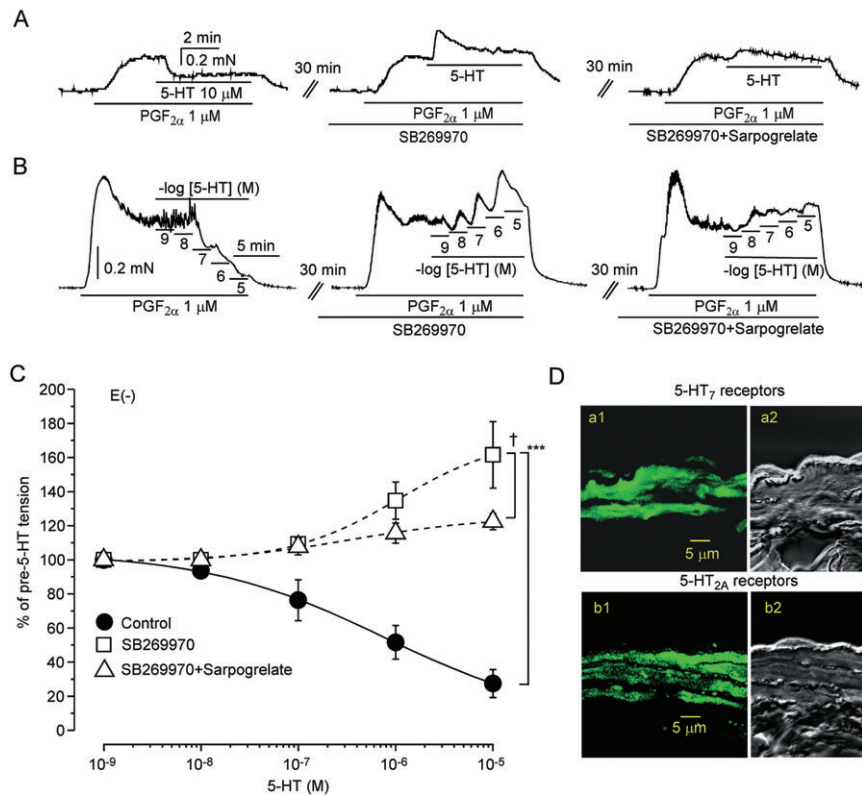 A
2 min
0.2 mN
5-HT 10 μM
PGF2α 1 μM
30 min
5-HT
PGF2α 1 μM
SB269970
30 min
5-HT
PGF2α 1 μM
SB269970+Sarpogrelate
B
-log [5-HT] (M)
9 8 7 6 5
5 min
0.2 mN
PGF2α 1 μM
30 min
9 8 7 6 5
-log [5-HT] (M)
PGF2α 1 μM
SB269970
30 min
9 8 7 6 5
-log [5-HT] (M)
PGF2α 1 μM
SB269970+Sarpogrelate
C
E(-)
% of pre-5-HT tension
200
180
160
140
120
100
80
60
40
20
0
† ***
Control
SB269970
SB269970+Sarpogrelate
10-9 10-8 10-7 10-6 10-5
5-HT (M)
D
5-HT7 receptors
a1
5 μm
a2
5-HT2A receptors
b1
5 μm
b2